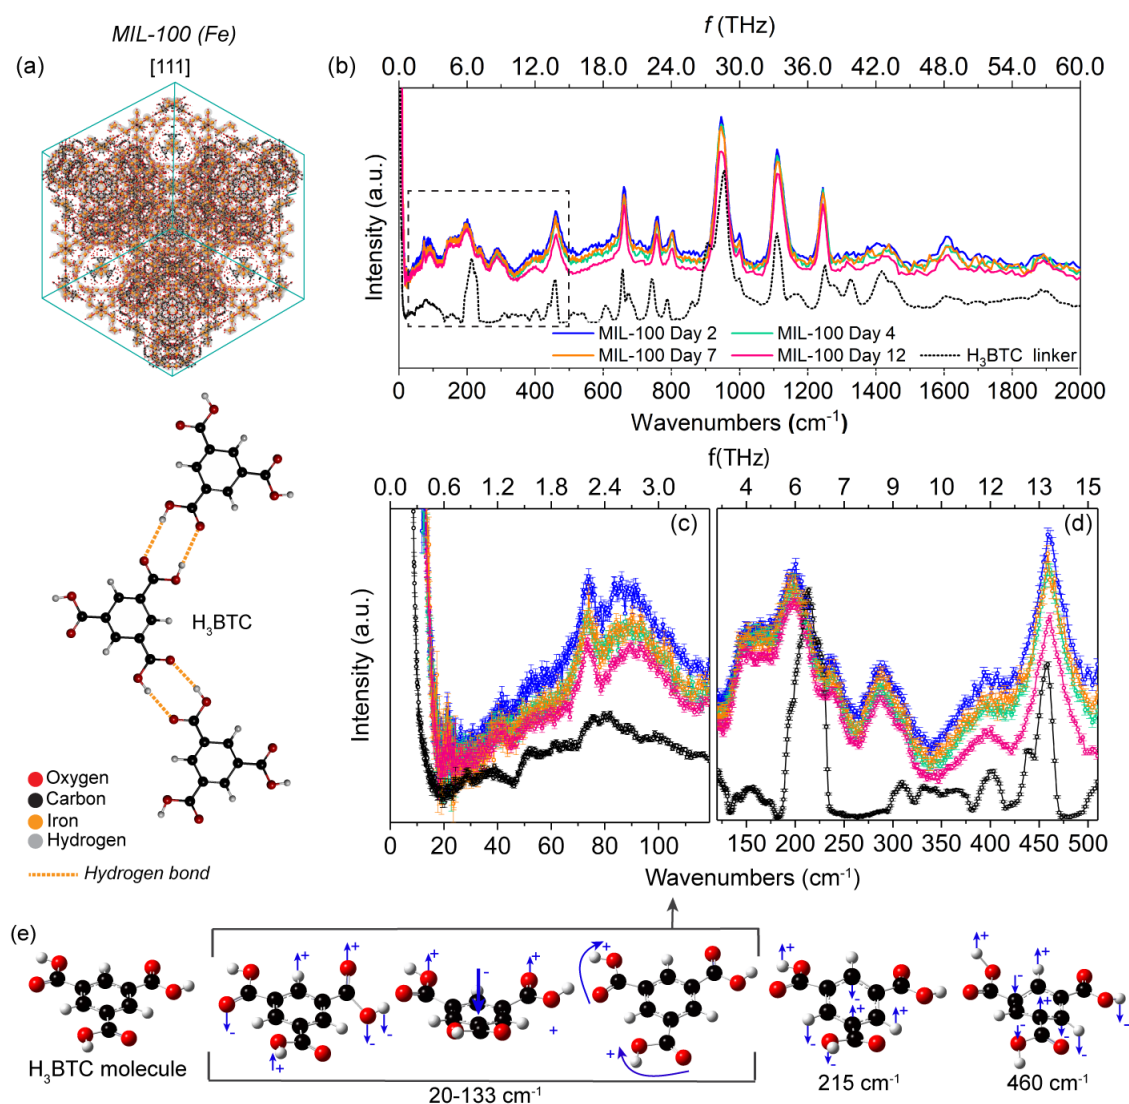 MIL-100 (Fe)
(a)
[111]
H₃BTC
Oxygen
Carbon
Iron
Hydrogen
Hydrogen bond
(b)
f (THz)
0.0 6.0 12.0 18.0 24.0 30.0 36.0 42.0 48.0 54.0 60.0
Intensity (a.u.)
MIL-100 Day 2
MIL-100 Day 4
MIL-100 Day 7
MIL-100 Day 12
H₃BTC linker
0 200 400 600 800 1000 1200 1400 1600 1800 2000
Wavenumbers (cm⁻¹)
f(THz)
0.0 0.6 1.2 1.8 2.4 3.0
4 5 6 7 8 9 10 11 12 13 14 15
(c)
(d)
Intensity (a.u.)
0 20 40 60 80 100
150 200 250 300 350 400 450 500
Wavenumbers (cm⁻¹)
(e)
+ + - - - +
+ - + +
+ +
+ - + + - -
+ + - + - - - -
H₃BTC molecule
20-133 cm⁻¹
215 cm⁻¹
460 cm⁻¹